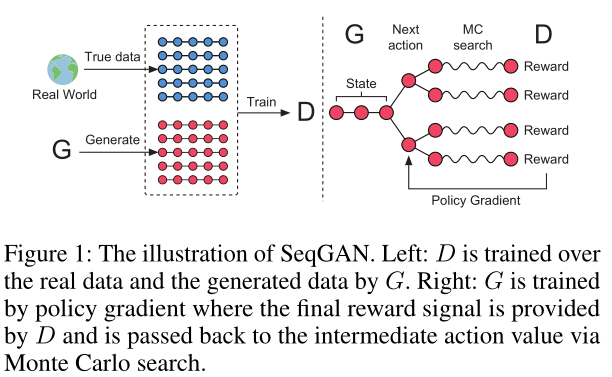 True data
Real World
G
Generate
Train
D
G
Next
action
MC
search
D
State
Reward
Reward
Reward
Reward
Policy Gradient
Figure 1: The illustration of SeqGAN. Left: D is trained over
the real data and the generated data by G. Right: G is trained
by policy gradient where the final reward signal is provided
by D and is passed back to the intermediate action value via
Monte Carlo search.